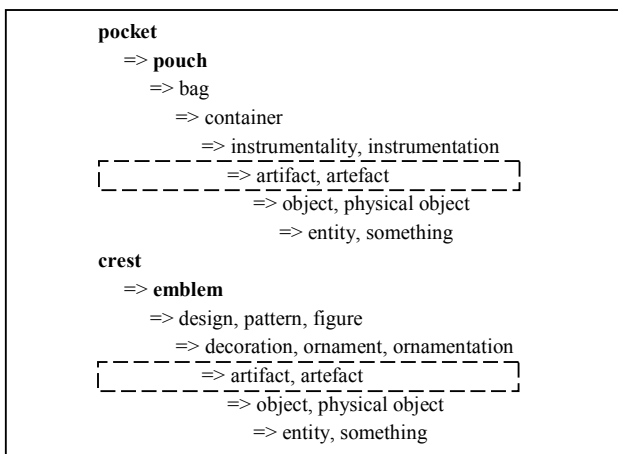 pocket
=> pouch
=> bag
=> container
=> instrumentality, instrumentation
=> artifact, artefact
=> object, physical object
=> entity, something
crest
=> emblem
=> design, pattern, figure
=> decoration, ornament, ornamentation
=> artifact, artefact
=> object, physical object
=> entity, something